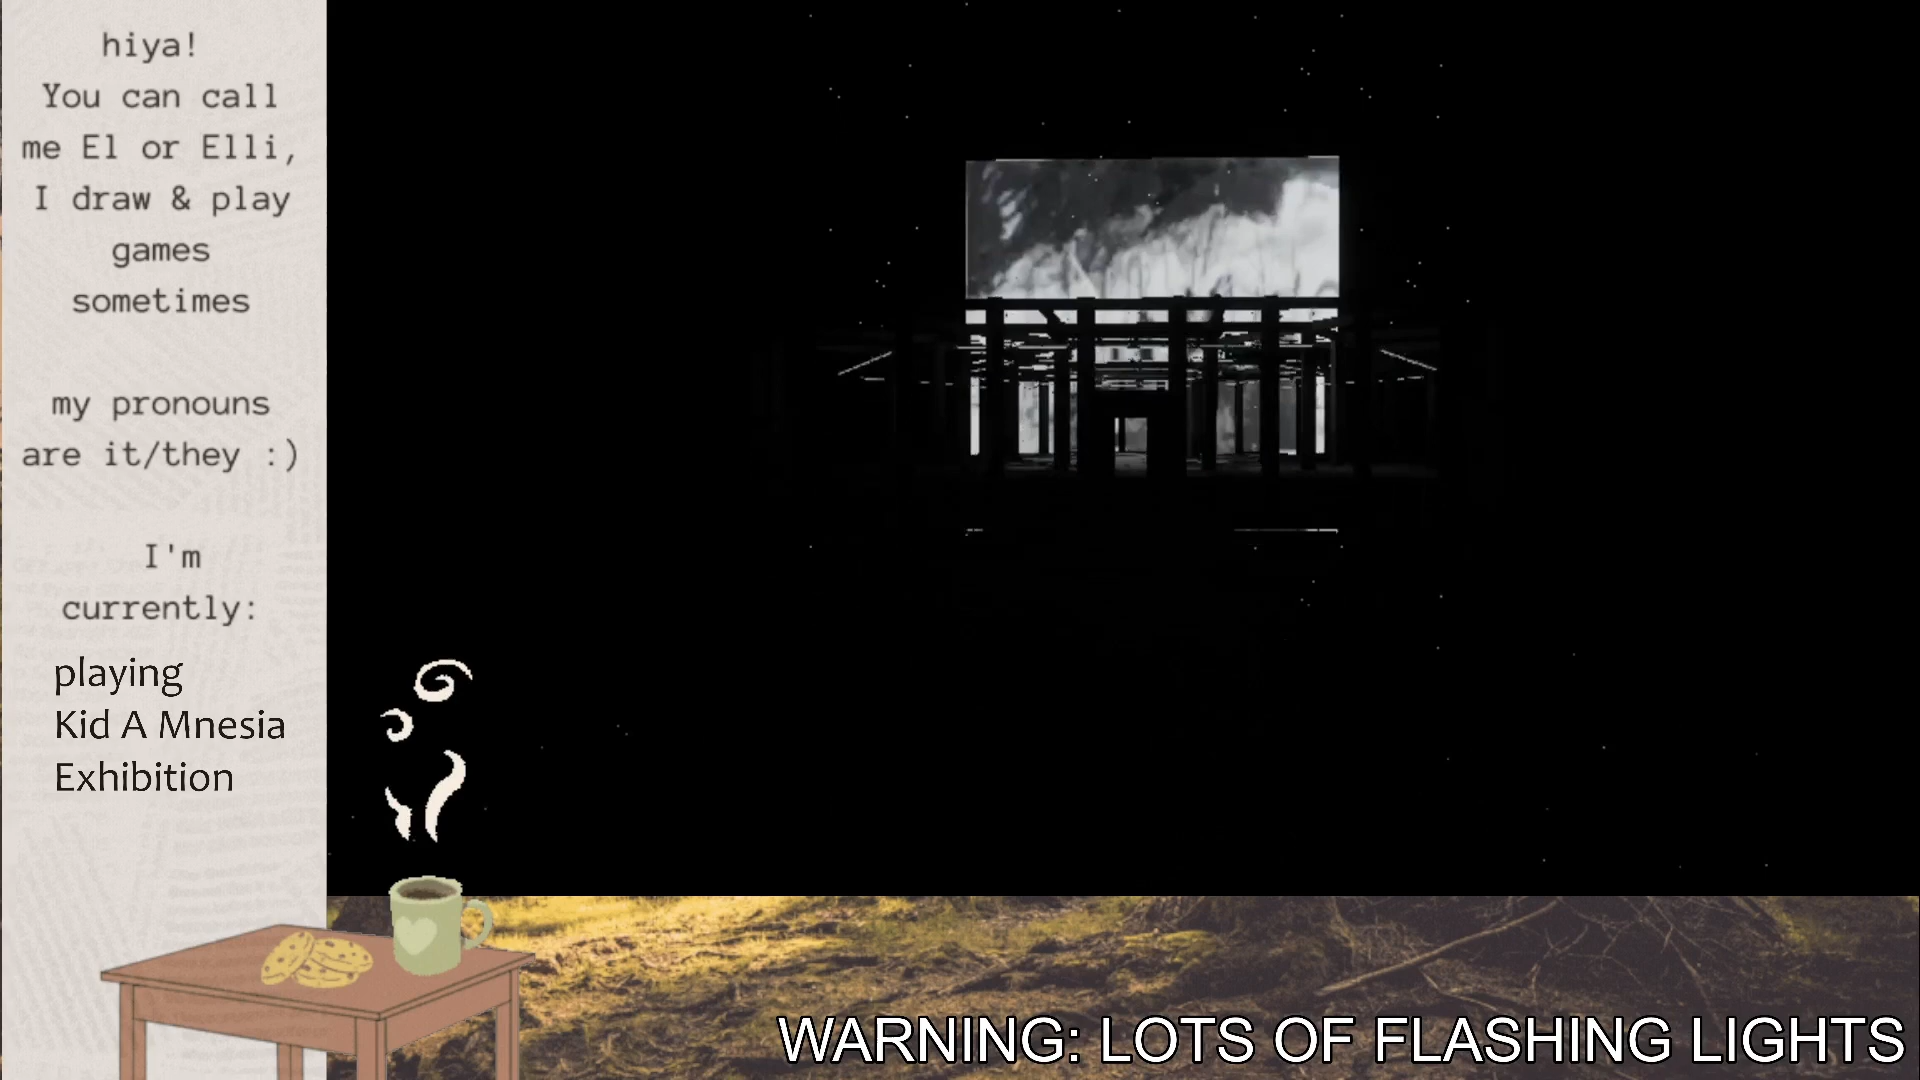 hiya!
You can call
me El or Elli,
I draw & play
games
sometimes
my pronouns
are it/they :)
I'm
currently:
playing
Kid A Mnesia
Exhibition
WARNING: LOTS OF FLASHING LIGHTS